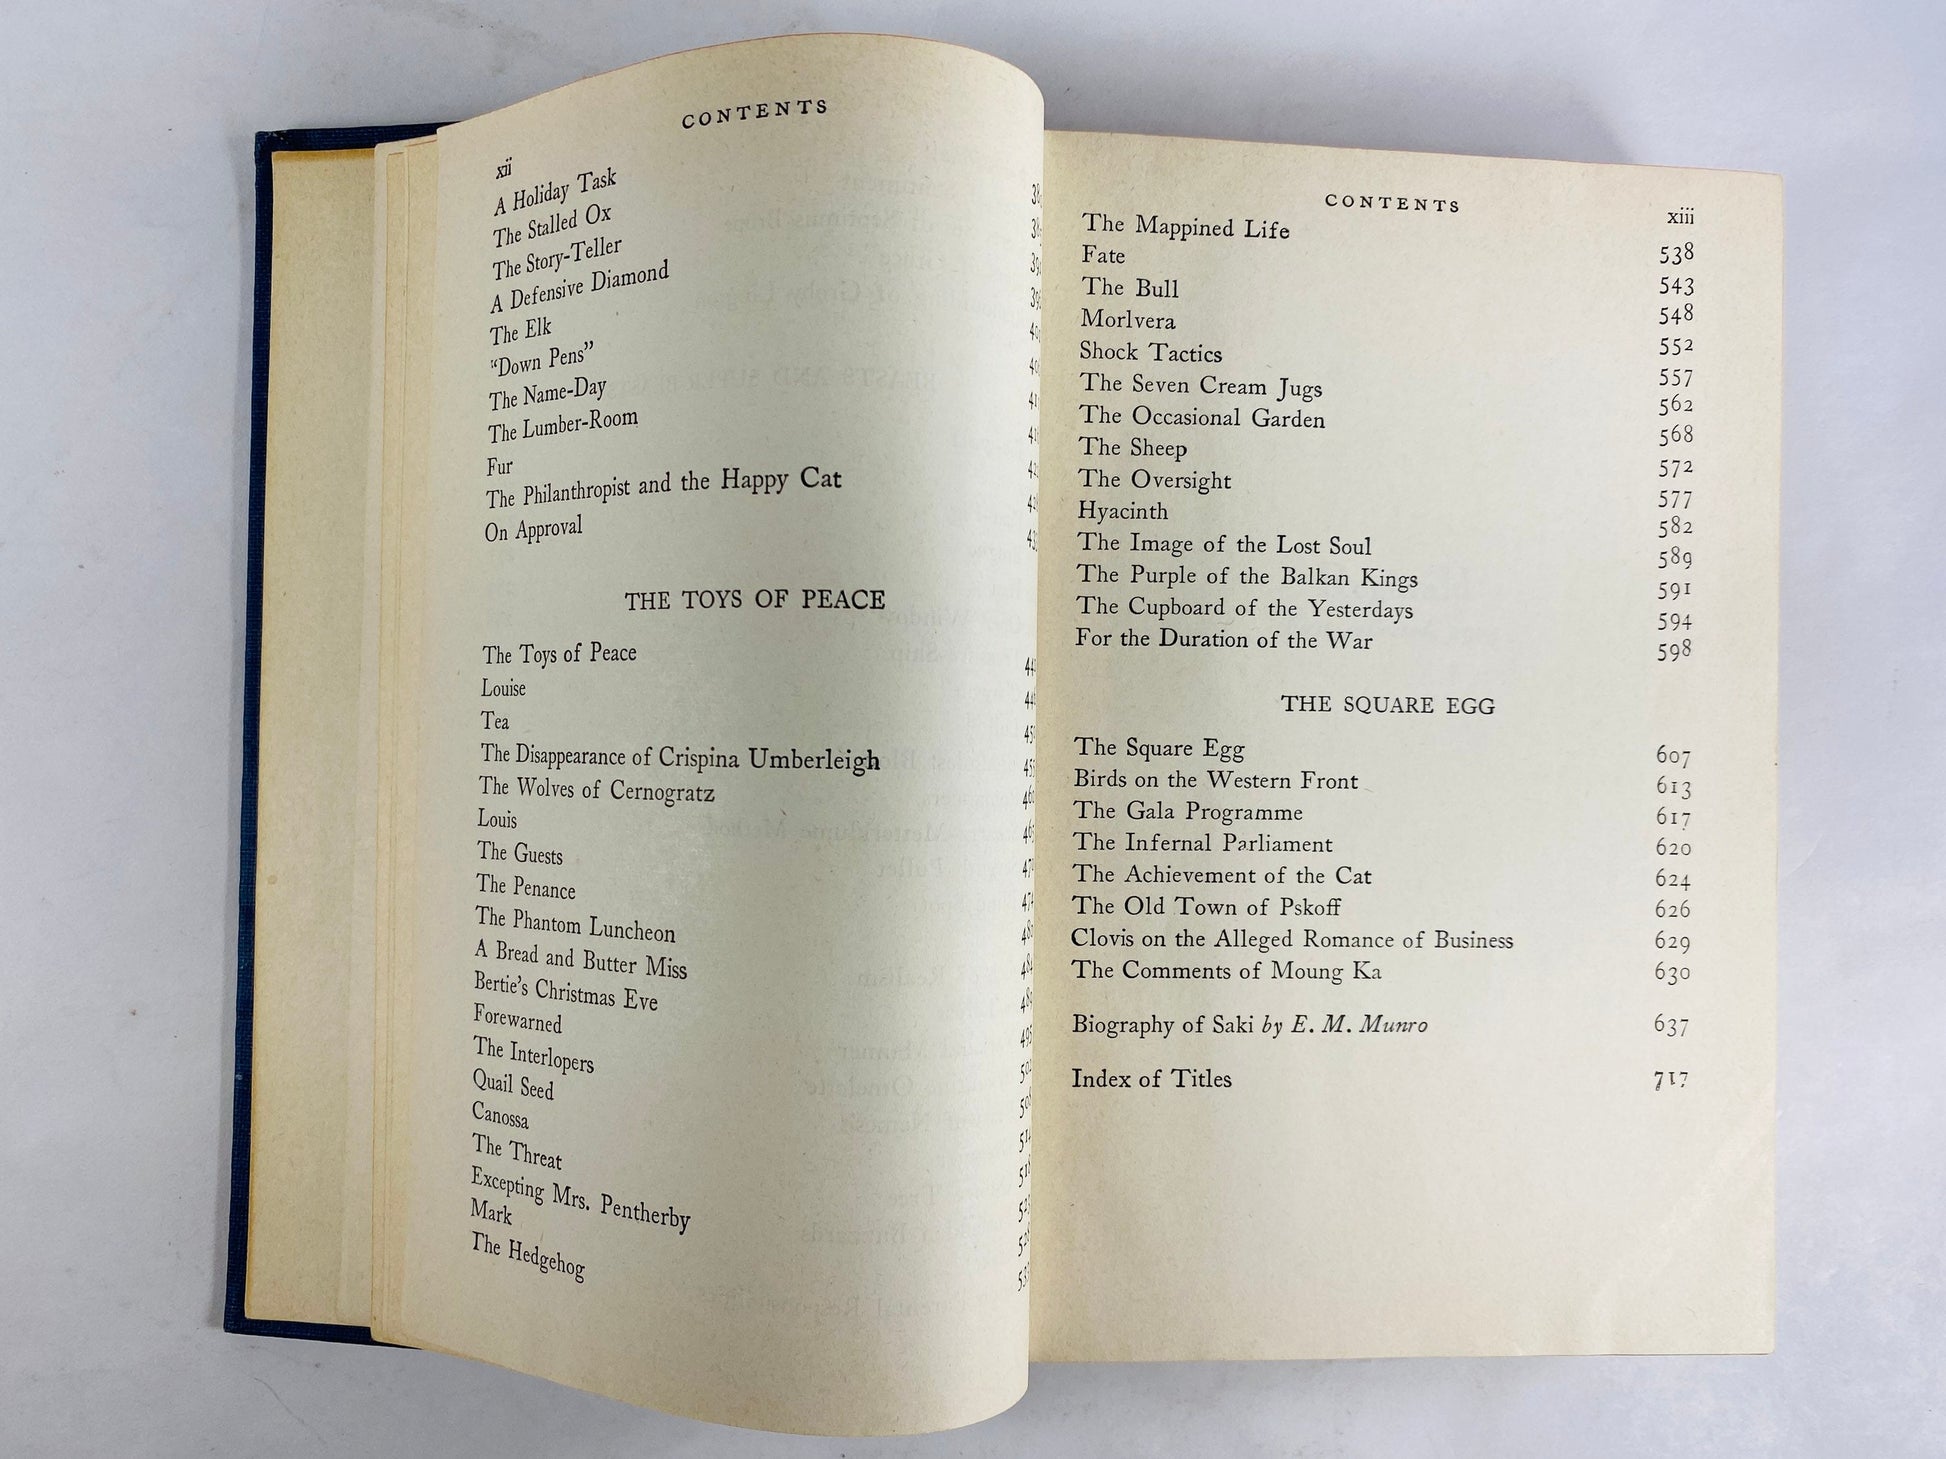 CONTENTS
xii
A Holiday Task
The Stalled Ox
The Story-Teller
A Defensive Diamond
The Elk
“Down Pens”
The Name-Day
The Lumber-Room
Fur
The Philanthropist and the Happy Cat
On Approval
THE TOYS OF PEACE
The Toys of Peace
Louise
Tea
The Disappearance of Crispina Umberleigh
The Wolves of Cernogratz
Louis
The Guests
The Penance
The Phantom Luncheon
A Bread and Butter Miss
Bertie’s Christmas Eve
Forewarned
The Interlopers
Quail Seed
Canossa
The Threat
Excepting Mrs. Pentherby
Mark
The Hedgehog
CONTENTS
xiii
The Mappined Life 538
Fate 543
The Bull 548
Morlvera 552
Shock Tactics 557
The Seven Cream Jugs 562
The Occasional Garden 568
The Sheep 572
The Oversight 577
Hyacinth 582
The Image of the Lost Soul 589
The Purple of the Balkan Kings 591
The Cupboard of the Yesterdays 594
For the Duration of the War 598
THE SQUARE EGG
The Square Egg 607
Birds on the Western Front 613
The Gala Programme 617
The Infernal Parliament 620
The Achievement of the Cat 624
The Old Town of Pskoff 626
Clovis on the Alleged Romance of Business 629
The Comments of Moung Ka 630
Biography of Saki by E. M. Munro 637
Index of Titles 717